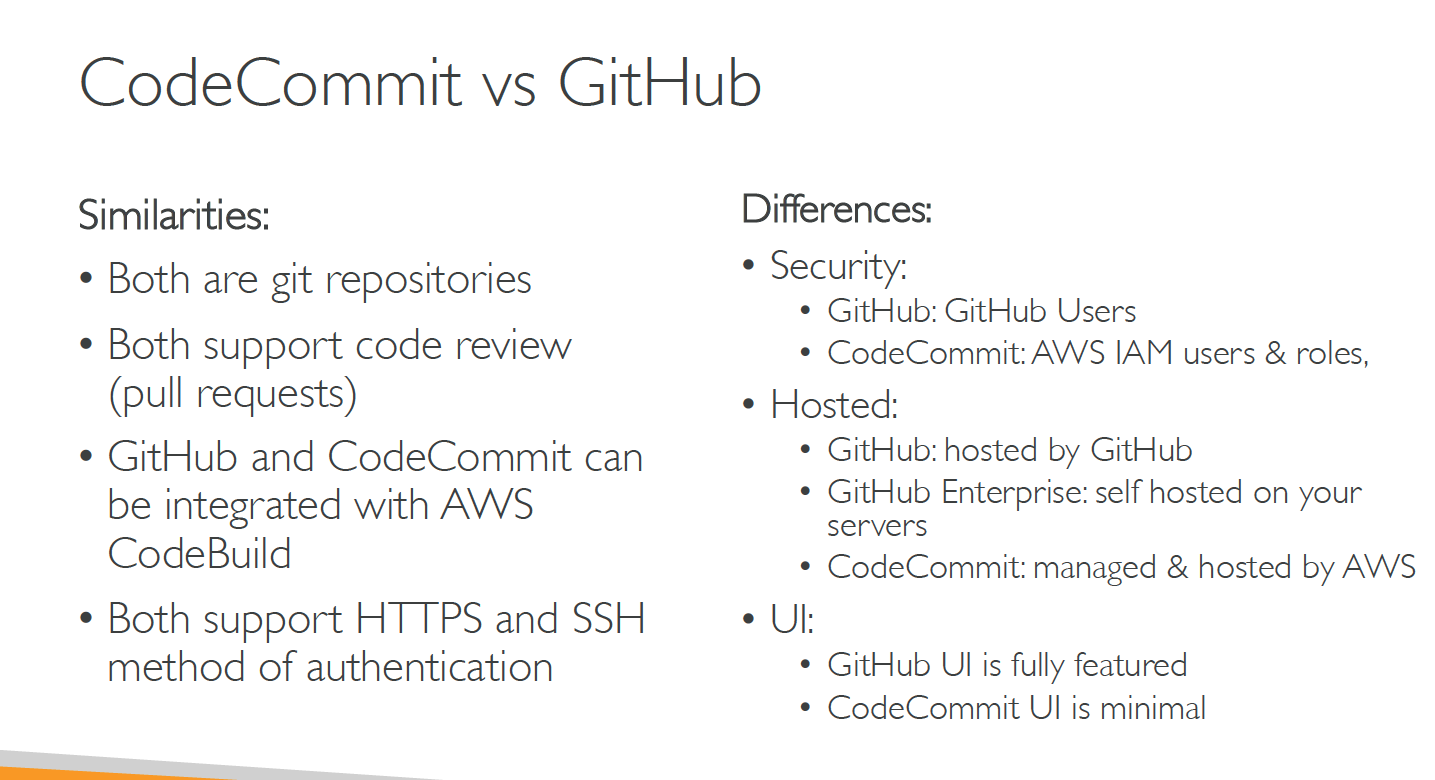 CodeCommit vs GitHub
Similarities:
• Both are git repositories
• Both support code review
(pull requests)
• GitHub and CodeCommit can
be integrated with AWS
CodeBuild
• Both support HTTPS and SSH
method of authentication
Differences:
• Security:
• GitHub: GitHub Users
• CodeCommit: AWS IAM users & roles,
• Hosted:
• GitHub: hosted by GitHub
• GitHub Enterprise: self hosted on your
servers
• CodeCommit: managed & hosted by AWS
• UI:
• GitHub UI is fully featured
• CodeCommit UI is minimal